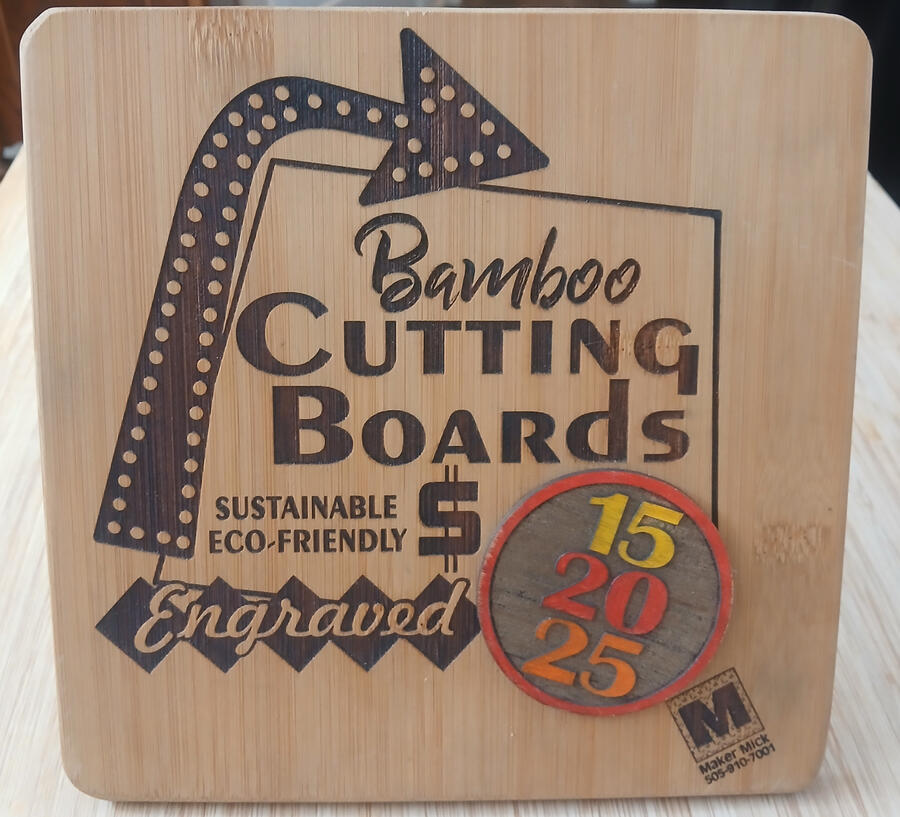 Bamboo
CUTTING
BOARdS
SUSTAINABLE
ECO-FRIENDLY
$
15
20
25
Engraved
M
Maker Mick
505-910-7001